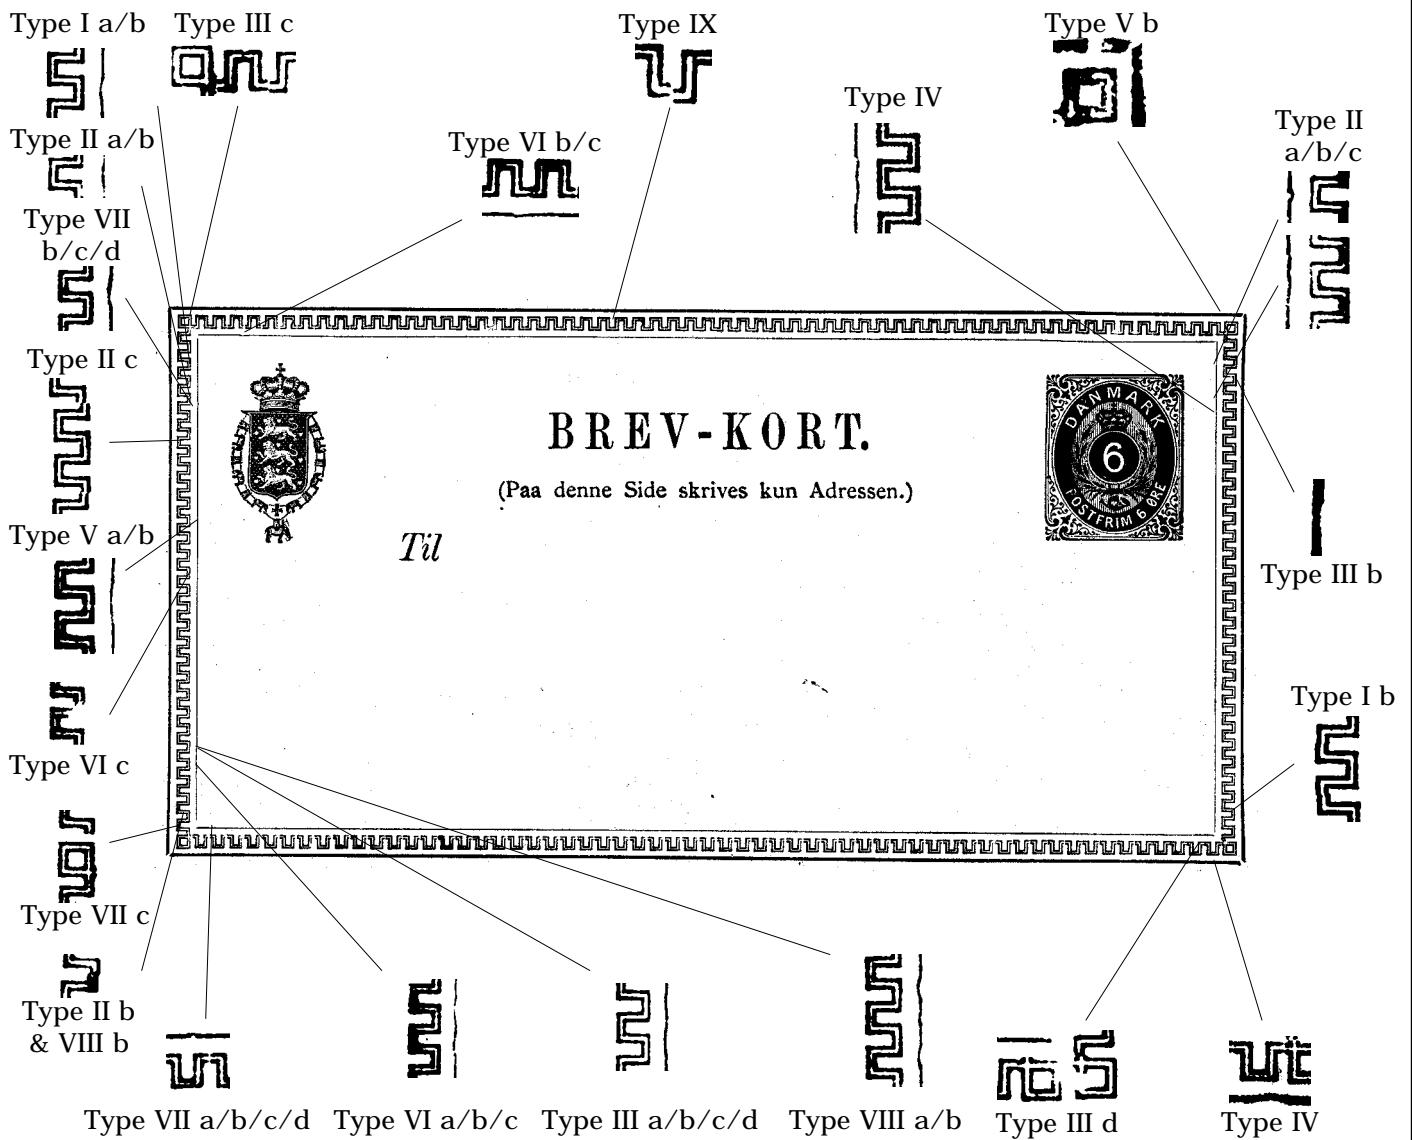 Type I a/b
Type III c
Type IX
Type V b
Type IV
Type II
a/b/c
Type II a/b
Type VI b/c
Type VII
b/c/d
Type II c
Type V a/b
Type VI c
Type VII c
Type II b
& VIII b
DANMARK
6
POSTFRIM 6 ØRE
BREV-KORT.
(Paa denne Side skrives kun Adressen.)
Til
Type III b
Type I b
Type VII a/b/c/d
Type VI a/b/c
Type III a/b/c/d
Type VIII a/b
Type III d
Type IV